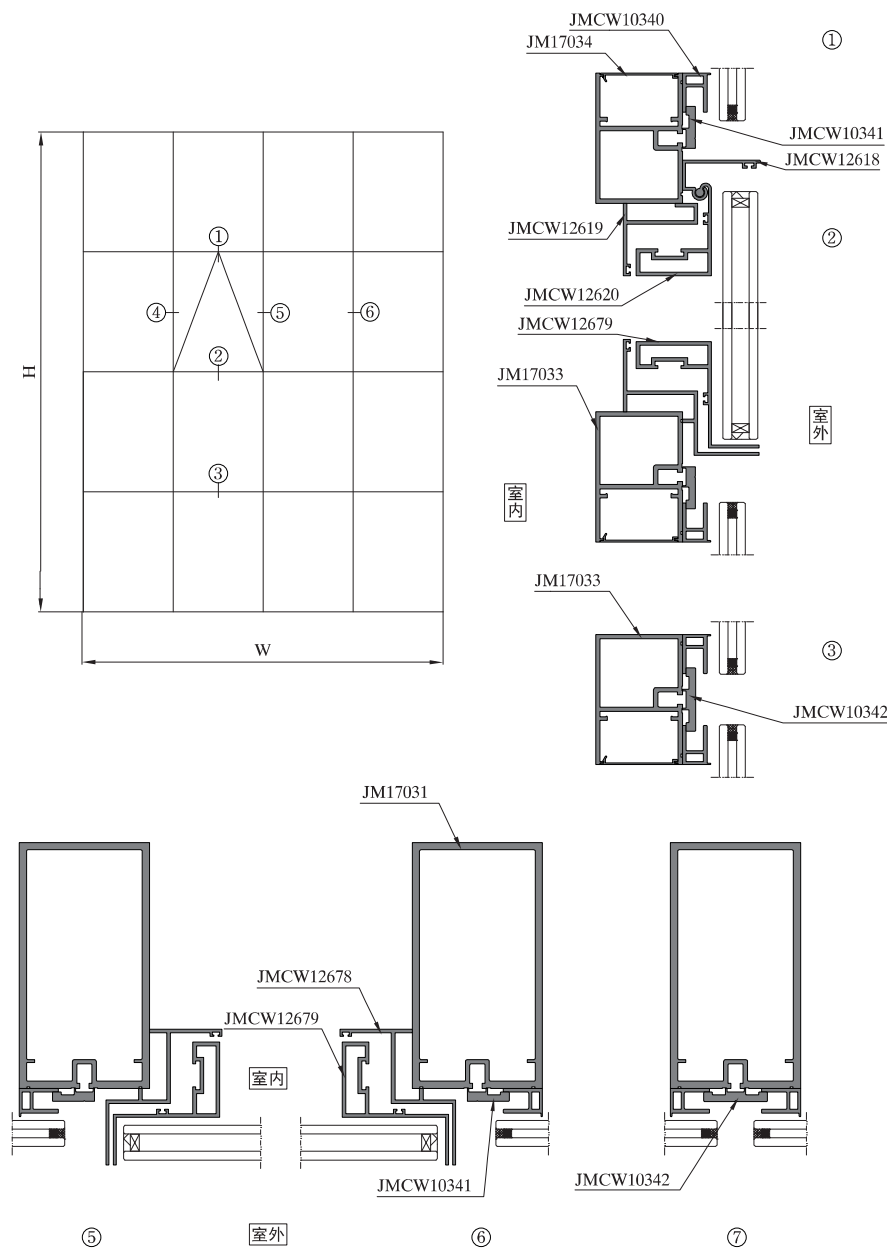 JMCW10340
JM17034
①
JMCW10341
JMCW12618
JMCW12619
②
JMCW12620
JMCW12679
JM17033
室外
室内
①
④
⑤
⑥
②
③
H
W
JM17033
③
JMCW10342
JM17031
JMCW12678
JMCW12679
室内
JMCW10341
JMCW10342
⑤
室外
⑥
⑦